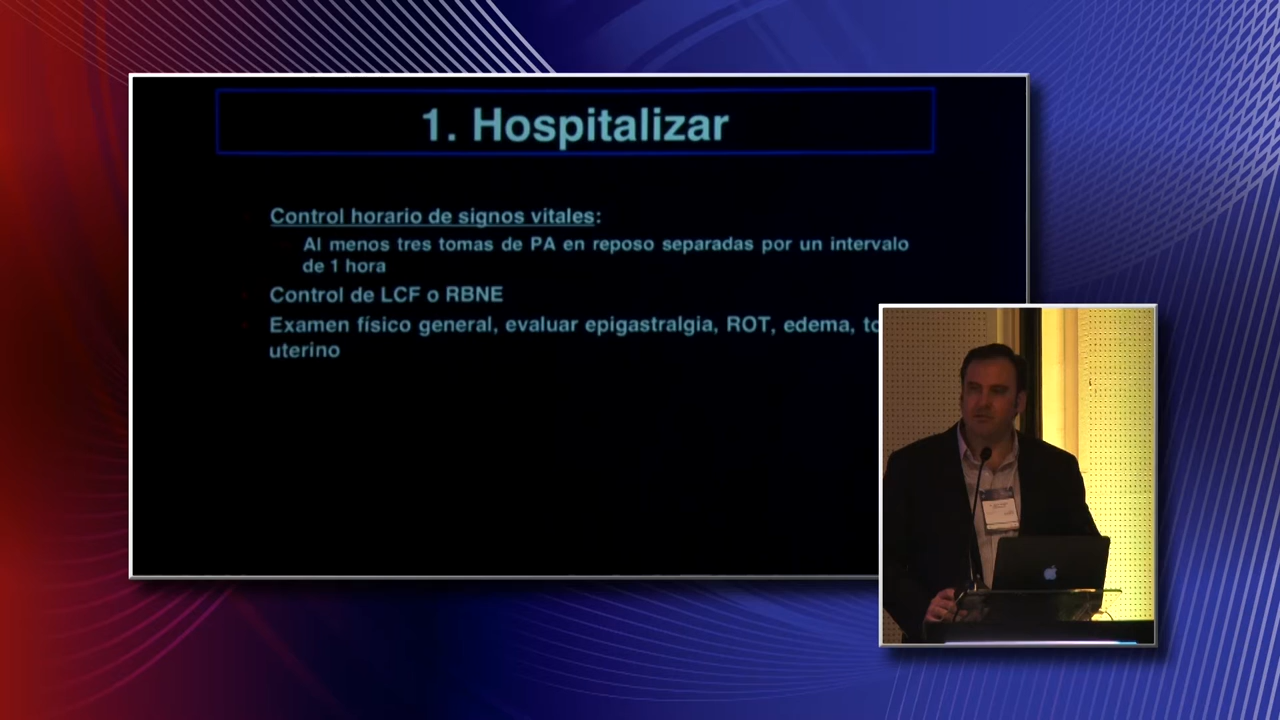 1. Hospitalizar
Control horario de signos vitales:
Al menos tres tomas de PA en reposo separadas por un intervalo
de 1 hora
Control de LCF o RBNE
Examen físico general, evaluar epigastralgia, ROT, edema,
uterino